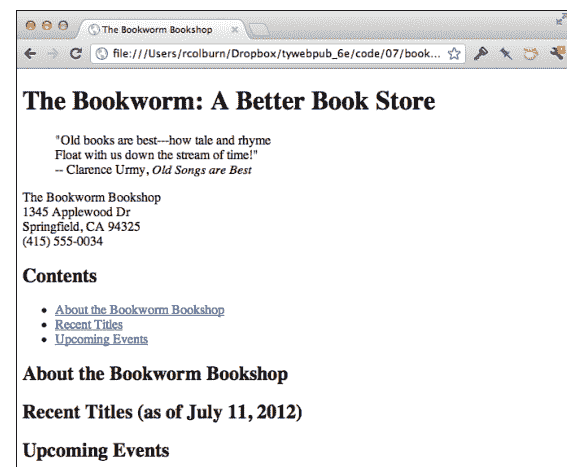 The Bookworm Bookshop
file:///Users/rcolburn/Dropbox/tywebpub_6e/code/07/book...
The Bookworm: A Better Book Store
"Old books are best---how tale and rhyme
Float with us down the stream of time!"
-- Clarence Urmy, Old Songs are Best
The Bookworm Bookshop
1345 Applewood Dr
Springfield, CA 94325
(415) 555-0034
Contents
• About the Bookworm Bookshop
• Recent Titles
• Upcoming Events
About the Bookworm Bookshop
Recent Titles (as of July 11, 2012)
Upcoming Events